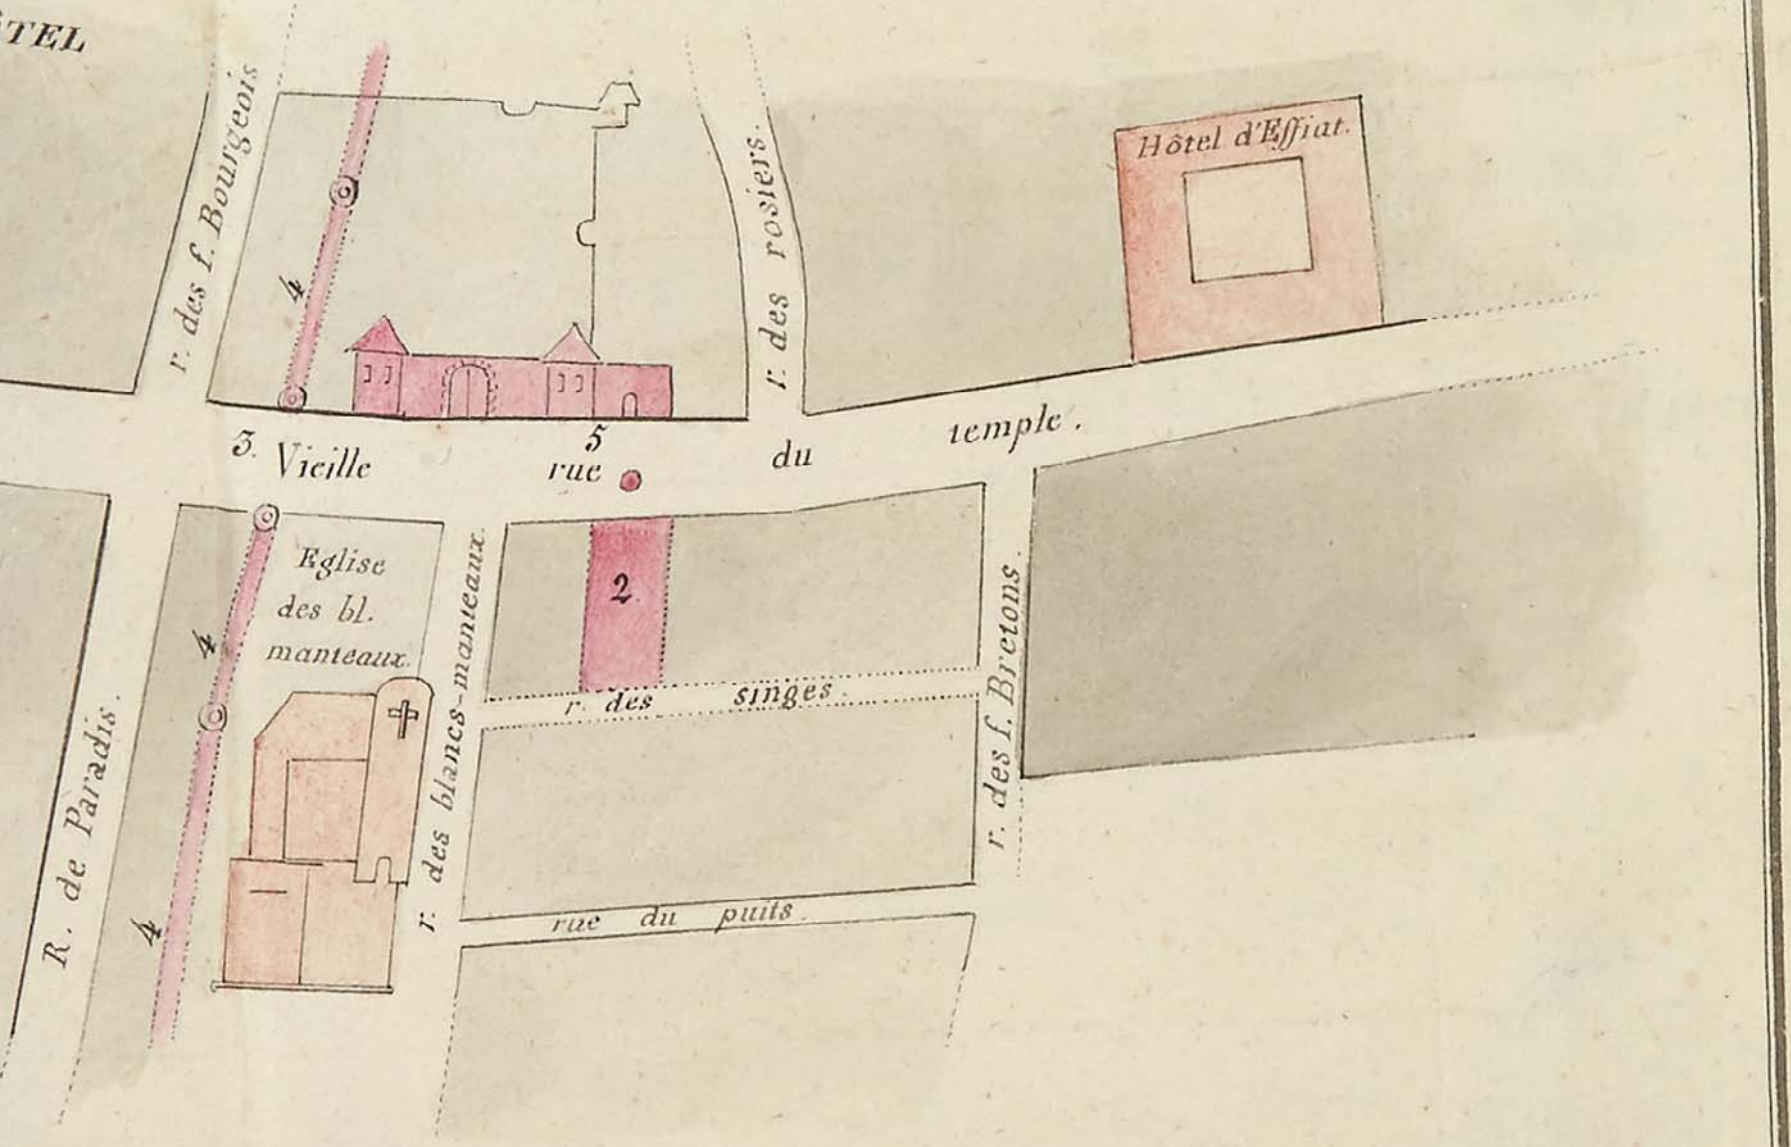 TEL
r. des f. Bourgeois
r. des rosiers.
Hôtel d'Effiat.
4
3. Vieille rue du temple.
5
Eglise
des bl.
manteaux.
2.
4
r. des singes.
r. des blancs-manteaux.
r. des f. Bretons.
R. de Paradis.
4
rue du puits.